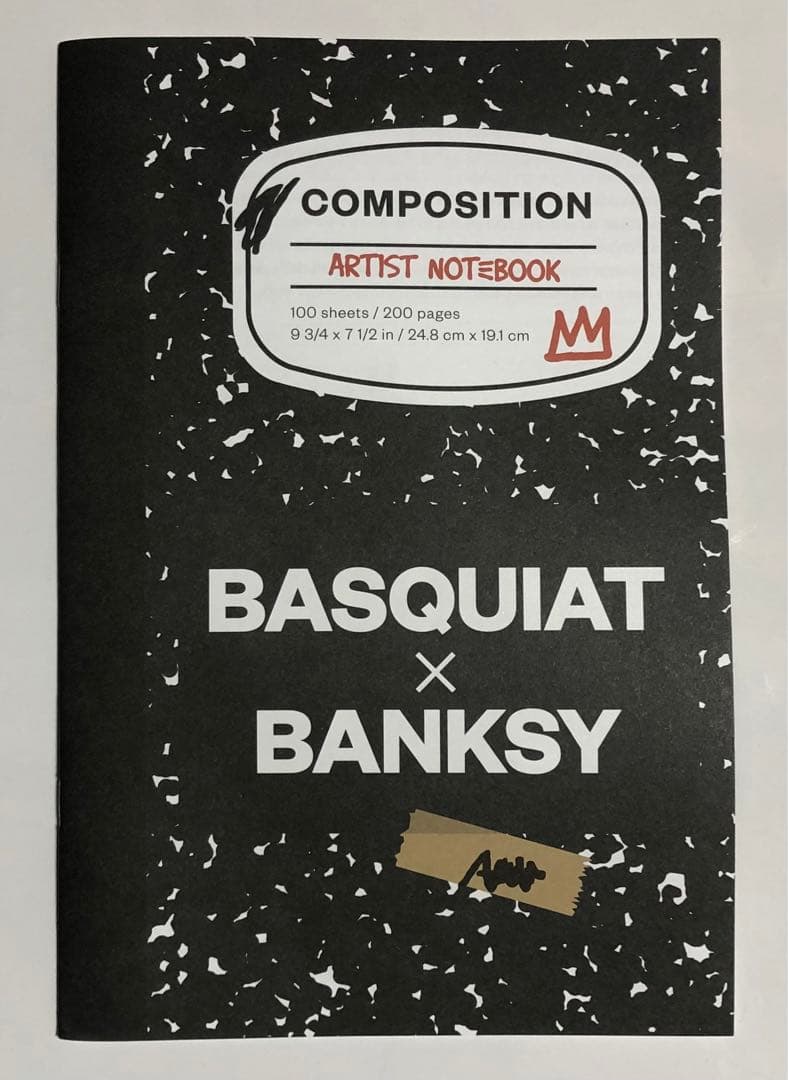 COMPOSITION
ARTIST NOTEBOOK
100 sheets / 200 pages
9 3/4 x 7 1/2 in / 24.8 cm x 19.1 cm
BASQUIAT
×
BANKSY